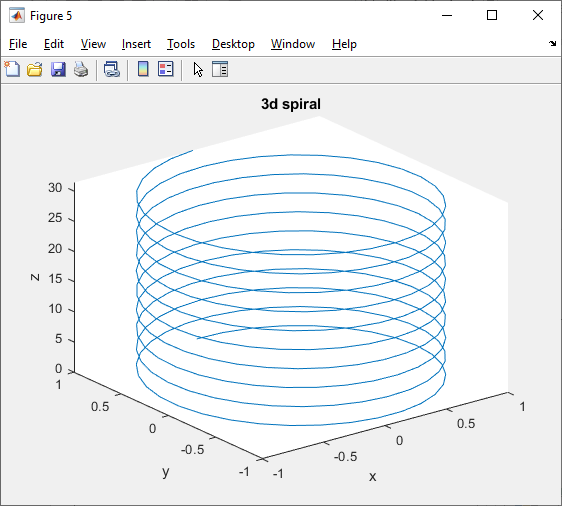 Figure 5
File Edit View Insert Tools Desktop Window Help
3d spiral
30
25
20
15
10
5
0
z
1
0.5
0
-0.5
-1
y
-1
-0.5
0
0.5
1
x